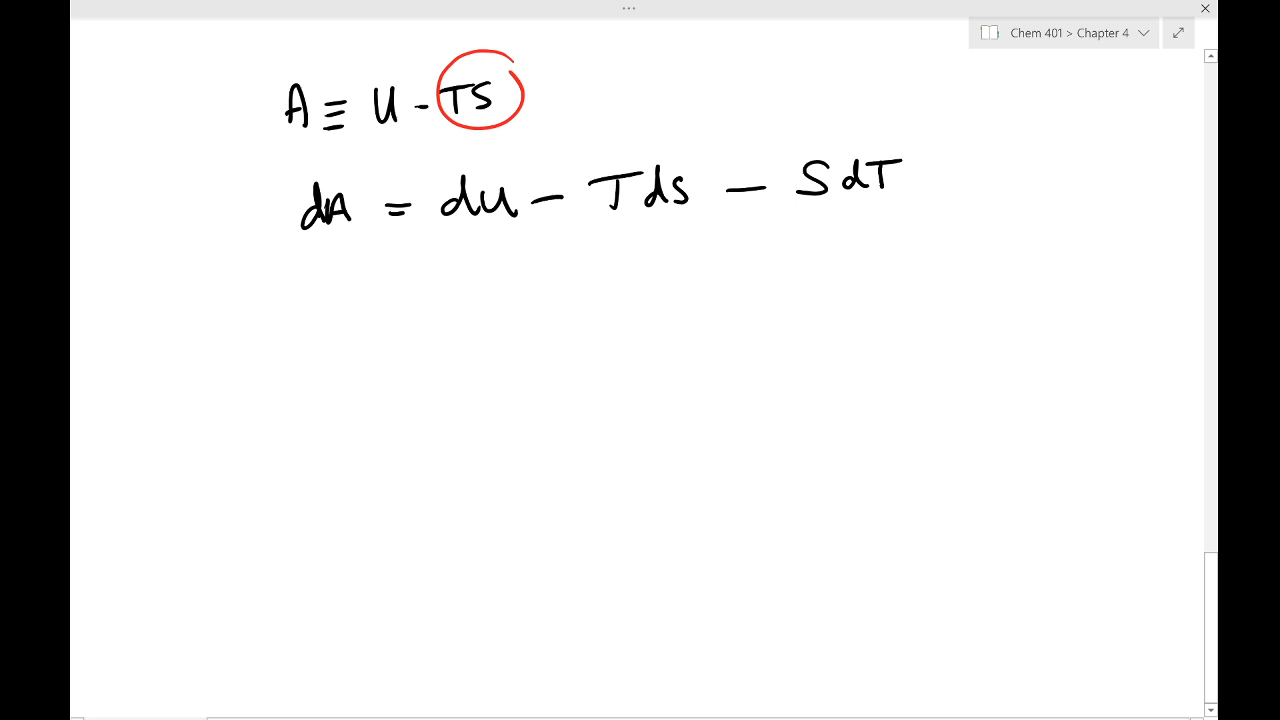 Chem 401 > Chapter 4
A ≡ U - TS
dA = dU - TdS - SdT